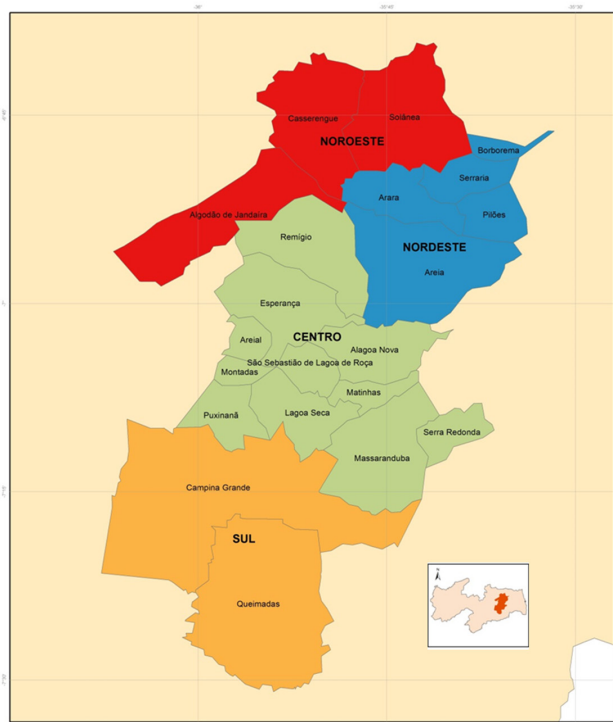 Solânea
Casserengue
NOROESTE
Borborema
Serraria
Arara
Algodão de Jandaíra
Pilões
Remígio
NORDESTE
Areia
Esperança
CENTRO
Areial
Alagoa Nova
São Sebastião de Lagoa de Roça
Montadas
Matinhas
Puxinanã
Lagoa Seca
Serra Redonda
Massaranduba
Campina Grande
SUL
Queimadas